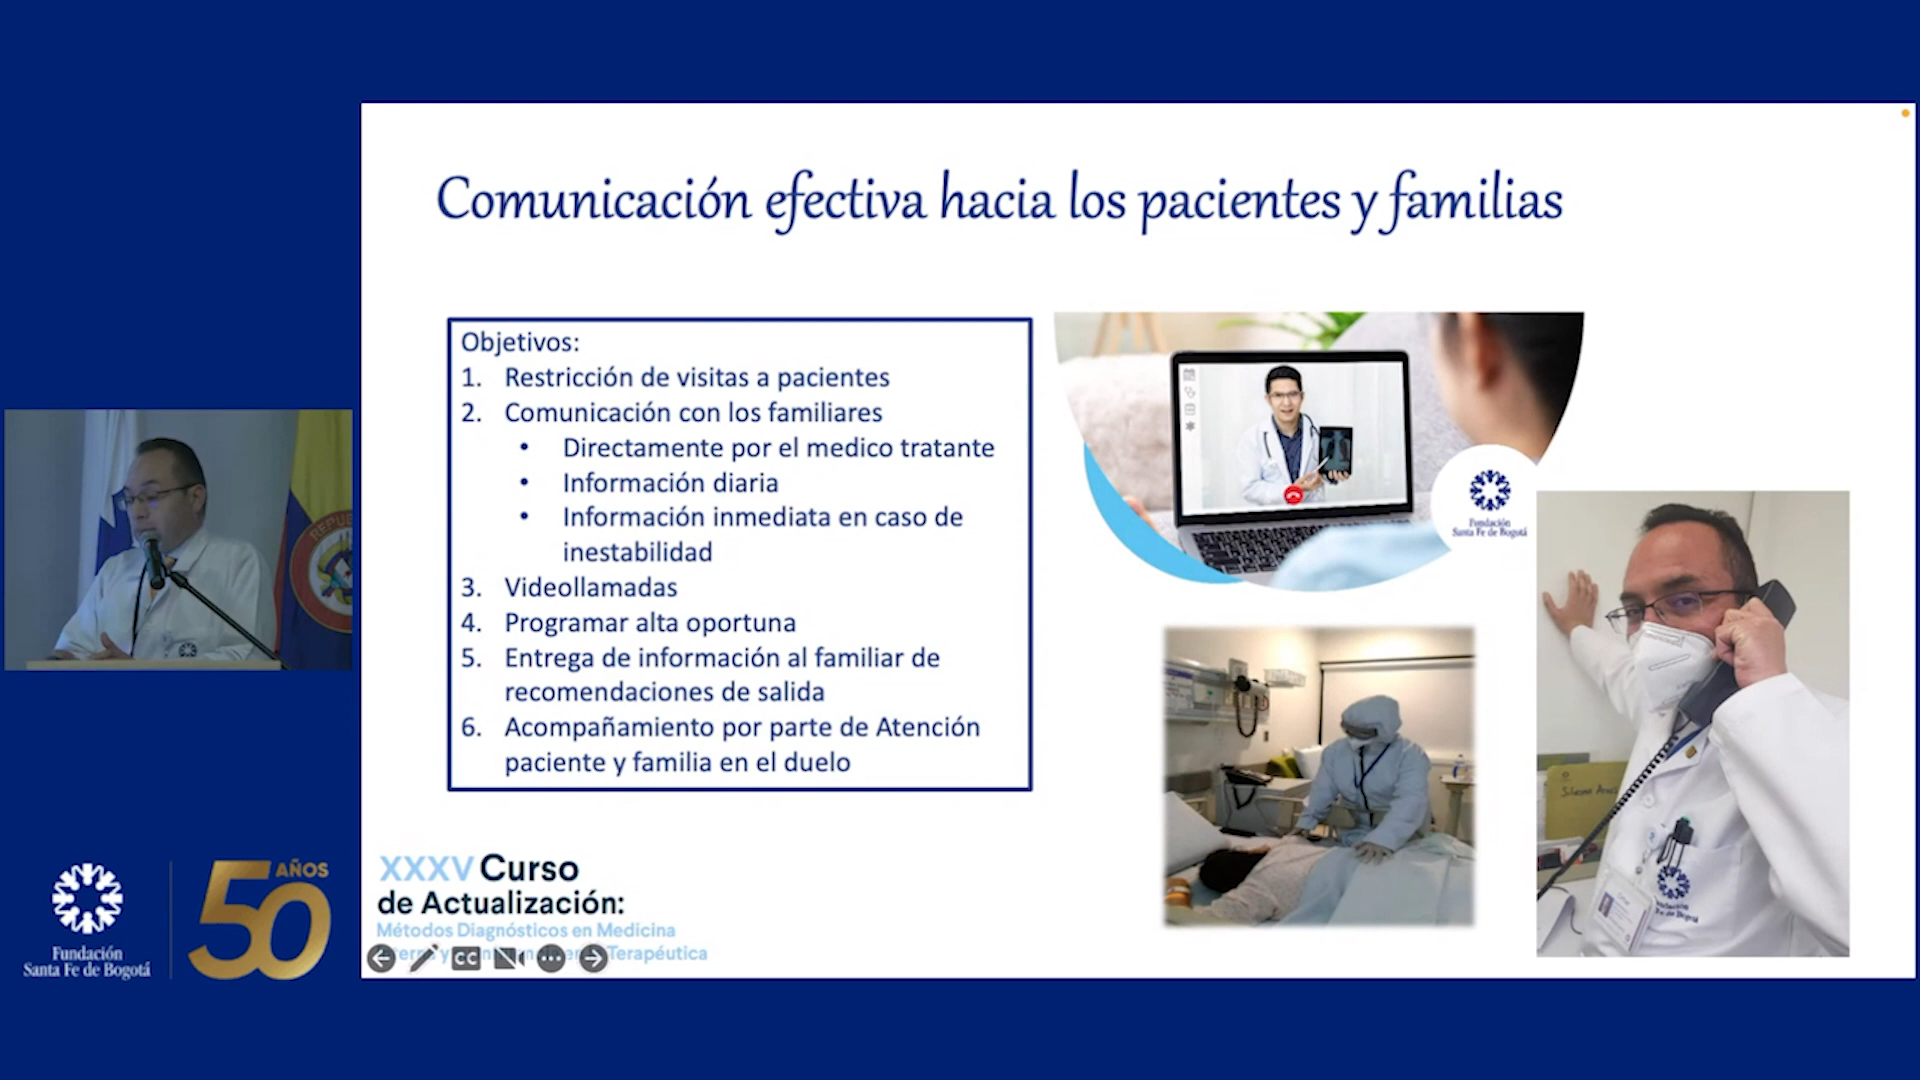 Comunicación efectiva hacia los pacientes y familias
Objetivos:
1. Restricción de visitas a pacientes
2. Comunicación con los familiares
• Directamente por el medico tratante
• Información diaria
• Información inmediata en caso de
inestabilidad
3. Videollamadas
4. Programar alta oportuna
5. Entrega de información al familiar de
recomendaciones de salida
6. Acompañamiento por parte de Atención
paciente y familia en el duelo
Fundación
Santa Fe de Bogotá
XXXV Curso
de Actualización:
Métodos Diagnósticos en Medicina
Terapéutica
CC
Fundación
Santa Fe de Bogotá
50
AÑOS